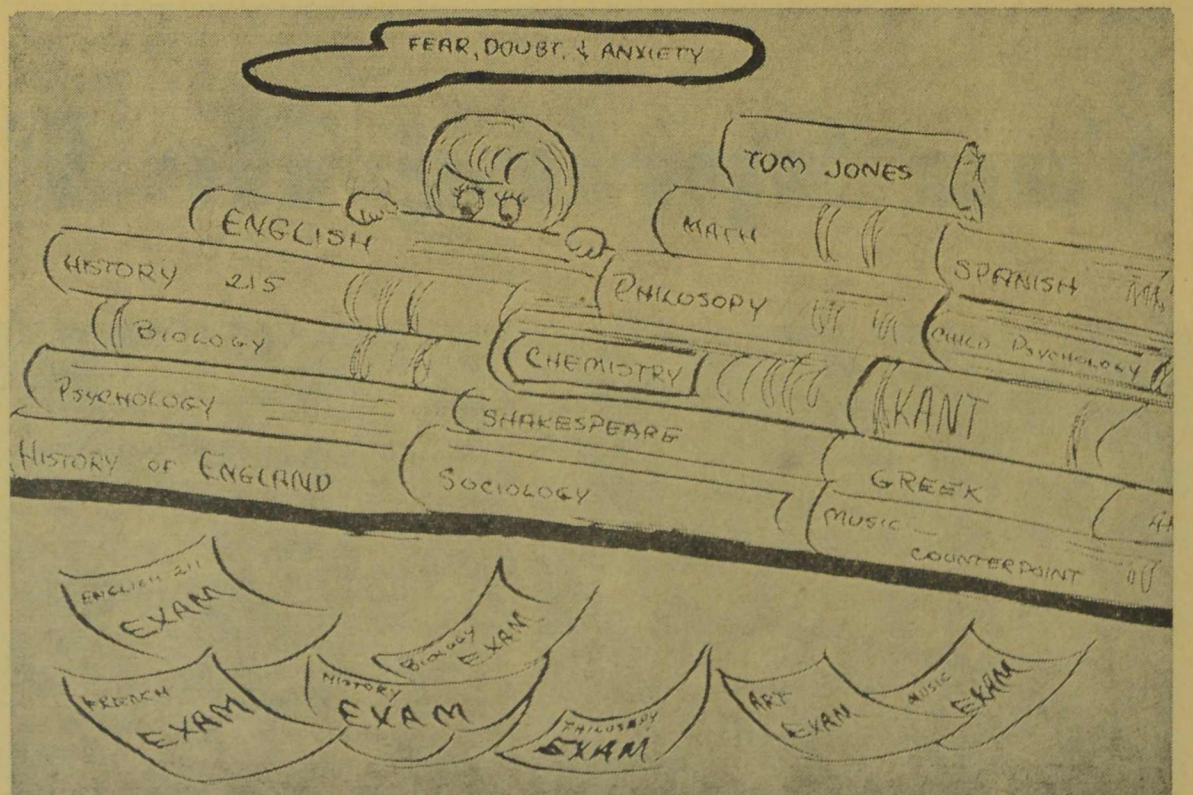 FEAR, DOUBT, & ANXIETY
TOM JONES
ENGLISH
MATH
HISTORY 215
PHILOSOPY
SPANISH
BIOLOGY
CHEMISTRY
CHILD PSYCHOLOGY
PSYCHOLOGY
SHAKESPEARE
KANT
HISTORY OF ENGLAND
SOCIOLOGY
GREEK
MUSIC
COUNTERPOINT
ENGLISH 211
EXAM
BIOLOGY
EXAM
FRENCH
EXAM
HISTORY
EXAM
PHILOSOPY
EXAM
ART
EXAM
MUSIC
EXAM